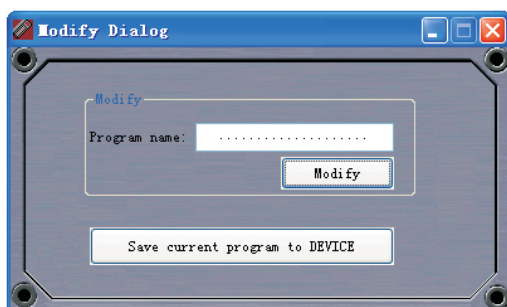 Modify Dialog
Modify
Program name: ....................
Modify
Save current program to DEVICE